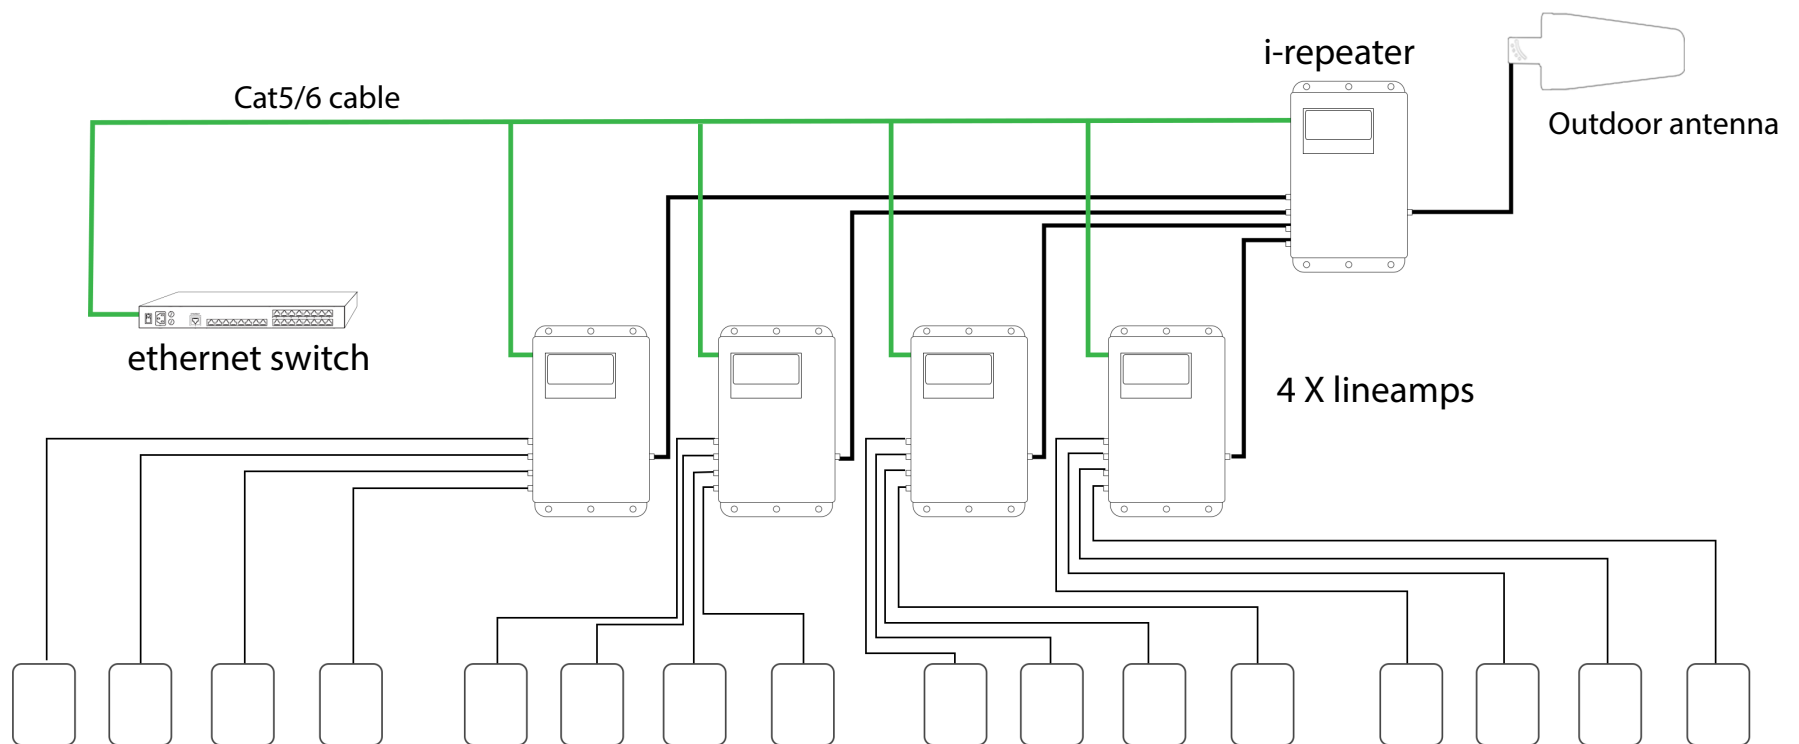 i-repeater
Cat5/6 cable
Outdoor antenna
ethernet switch
4 X lineamps